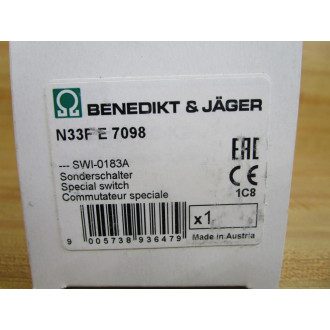 BENEDIKT & JÄGER
N33F E 7098
--- SWI-0183A
Sonderschalter
Special switch
Commutateur speciale
EAC
CE
1C8
x1
9 005738 936479
Made in Austria